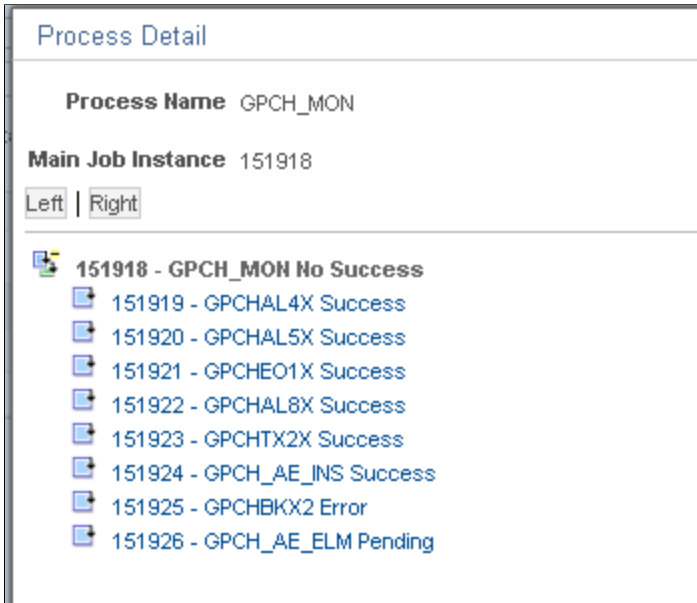 Process Detail
Process Name GPCH_MON
Main Job Instance 151918
Left | Right
151918 - GPCH_MON No Success
151919 - GPCHAL4X Success
151920 - GPCHAL5X Success
151921 - GPCHEO1X Success
151922 - GPCHAL8X Success
151923 - GPCHTX2X Success
151924 - GPCH_AE_INS Success
151925 - GPCHBKX2 Error
151926 - GPCH_AE_ELM Pending